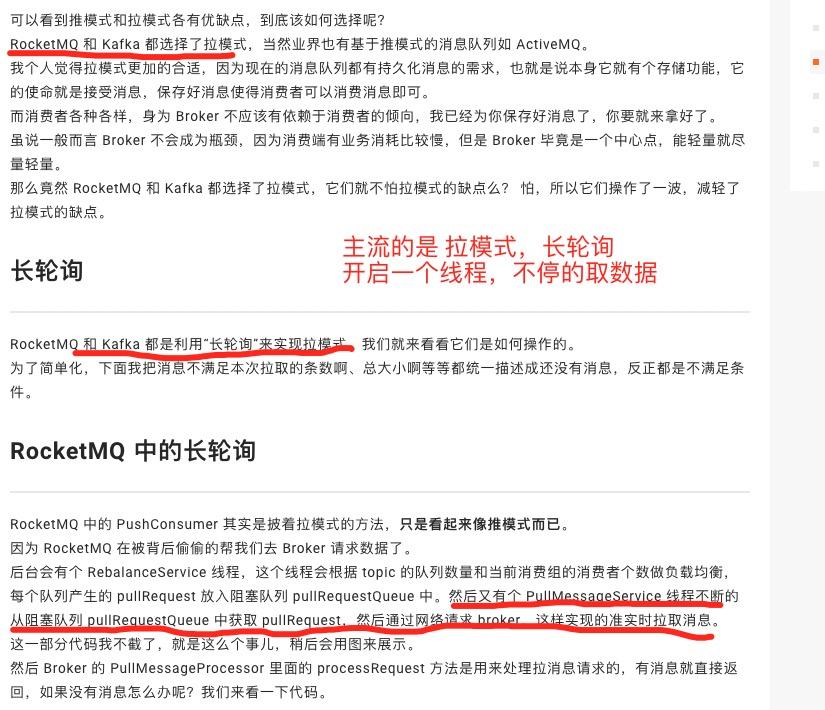 可以看到推模式和拉模式各有优缺点，到底该如何选择呢？
RocketMQ 和 Kafka 都选择了拉模式，当然业界也有基于推模式的消息队列如 ActiveMQ。
我个人觉得拉模式更加的合适，因为现在的消息队列都有持久化消息的需求，也就是说本身它就有个存储功能，它
的使命就是接受消息，保存好消息使得消费者可以消费消息即可。
而消费者各种各样，身为 Broker 不应该有依赖于消费者的倾向，我已经为你保存好消息了，你要就来拿好了。
虽说一般而言 Broker 不会成为瓶颈，因为消费端有业务消耗比较慢，但是 Broker 毕竟是一个中心点，能轻量就尽
量轻量。
那么竟然 RocketMQ 和 Kafka 都选择了拉模式，它们就不怕拉模式的缺点么？ 怕，所以它们操作了一波，减轻了
拉模式的缺点。
主流的是 拉模式，长轮询
开启一个线程，不停的取数据
长轮询
RocketMQ 和 Kafka 都是利用“长轮询”来实现拉模式，我们就来看看它们是如何操作的。
为了简单化，下面我把消息不满足本次拉取的条数啊、总大小啊等等都统一描述成还没有消息，反正都是不满足条
件。
RocketMQ 中的长轮询
RocketMQ 中的 PushConsumer 其实是披着拉模式的方法，只是看起来像推模式而已。
因为 RocketMQ 在被背后偷偷的帮我们去 Broker 请求数据了。
后台会有个 RebalanceService 线程，这个线程会根据 topic 的队列数量和当前消费组的消费者个数做负载均衡，
每个队列产生的 pullRequest 放入阻塞队列 pullRequestQueue 中。然后又有个 PullMessageService 线程不断的
从阻塞队列 pullRequestQueue 中获取 pullRequest，然后通过网络请求 broker，这样实现的准实时拉取消息。
这一部分代码我不截了，就是这么个事儿，稍后会用图来展示。
然后 Broker 的 PullMessageProcessor 里面的 processRequest 方法是用来处理拉消息请求的，有消息就直接返
回，如果没有消息怎么办呢？我们来看一下代码。